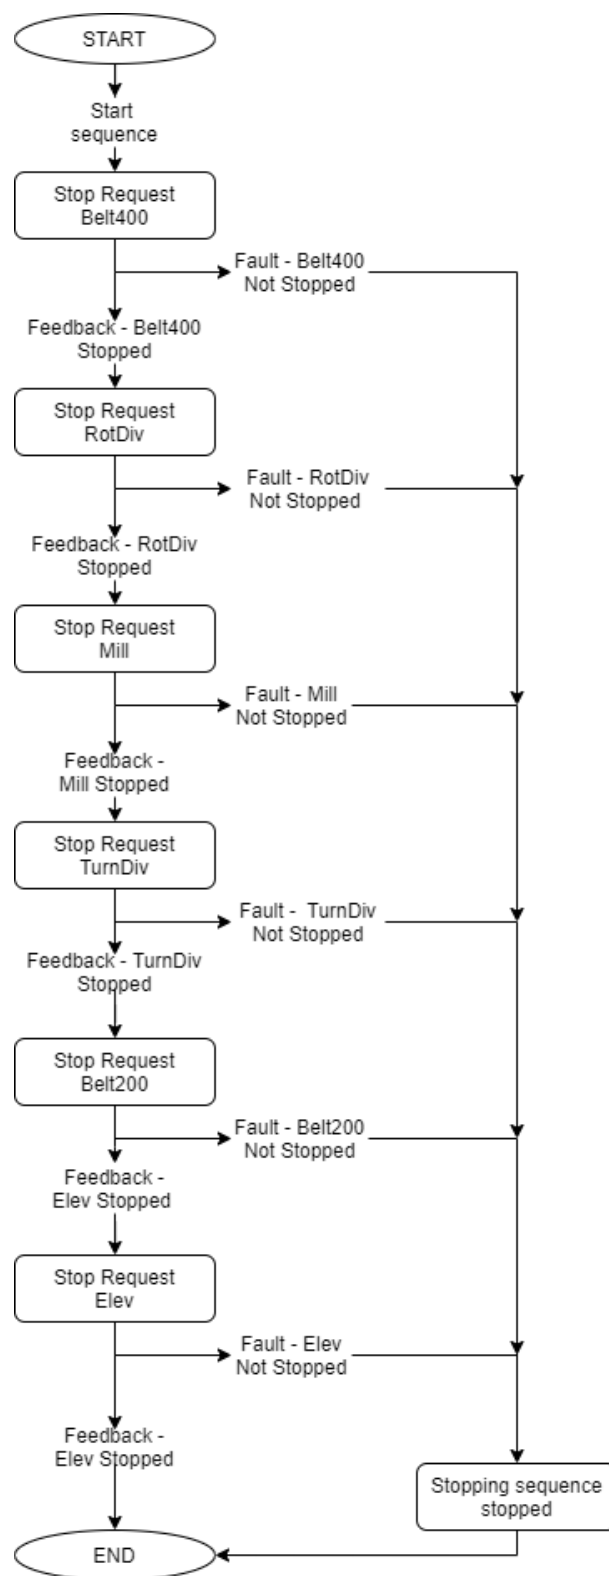 START
Start
sequence
Stop Request
Belt400
Fault - Belt400
Not Stopped
Feedback - Belt400
Stopped
Stop Request
RotDiv
Fault - RotDiv
Not Stopped
Feedback - RotDiv
Stopped
Stop Request
Mill
Fault - Mill
Not Stopped
Feedback -
Mill Stopped
Stop Request
TurnDiv
Fault -  TurnDiv
Not Stopped
Feedback - TurnDiv
Stopped
Stop Request
Belt200
Fault - Belt200
Not Stopped
Feedback -
Elev Stopped
Stop Request
Elev
Fault - Elev
Not Stopped
Feedback -
Elev Stopped
Stopping sequence
stopped
END